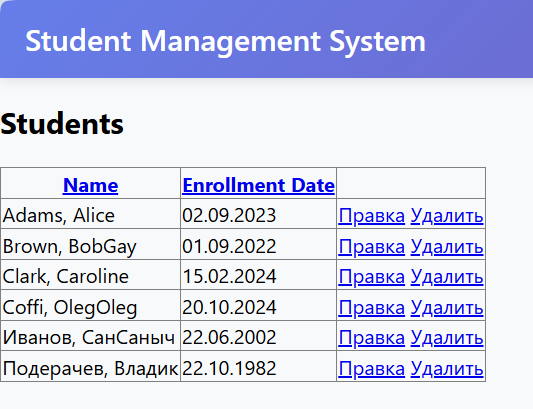 Student Management System
Students
Name Enrollment Date
Adams, Alice 02.09.2023 Правка Удалить
Brown, BobGay 01.09.2022 Правка Удалить
Clark, Caroline 15.02.2024 Правка Удалить
Coffi, OlegOleg 20.10.2024 Правка Удалить
Иванов, СанСаныч 22.06.2002 Правка Удалить
Подерачев, Владик 22.10.1982 Правка Удалить